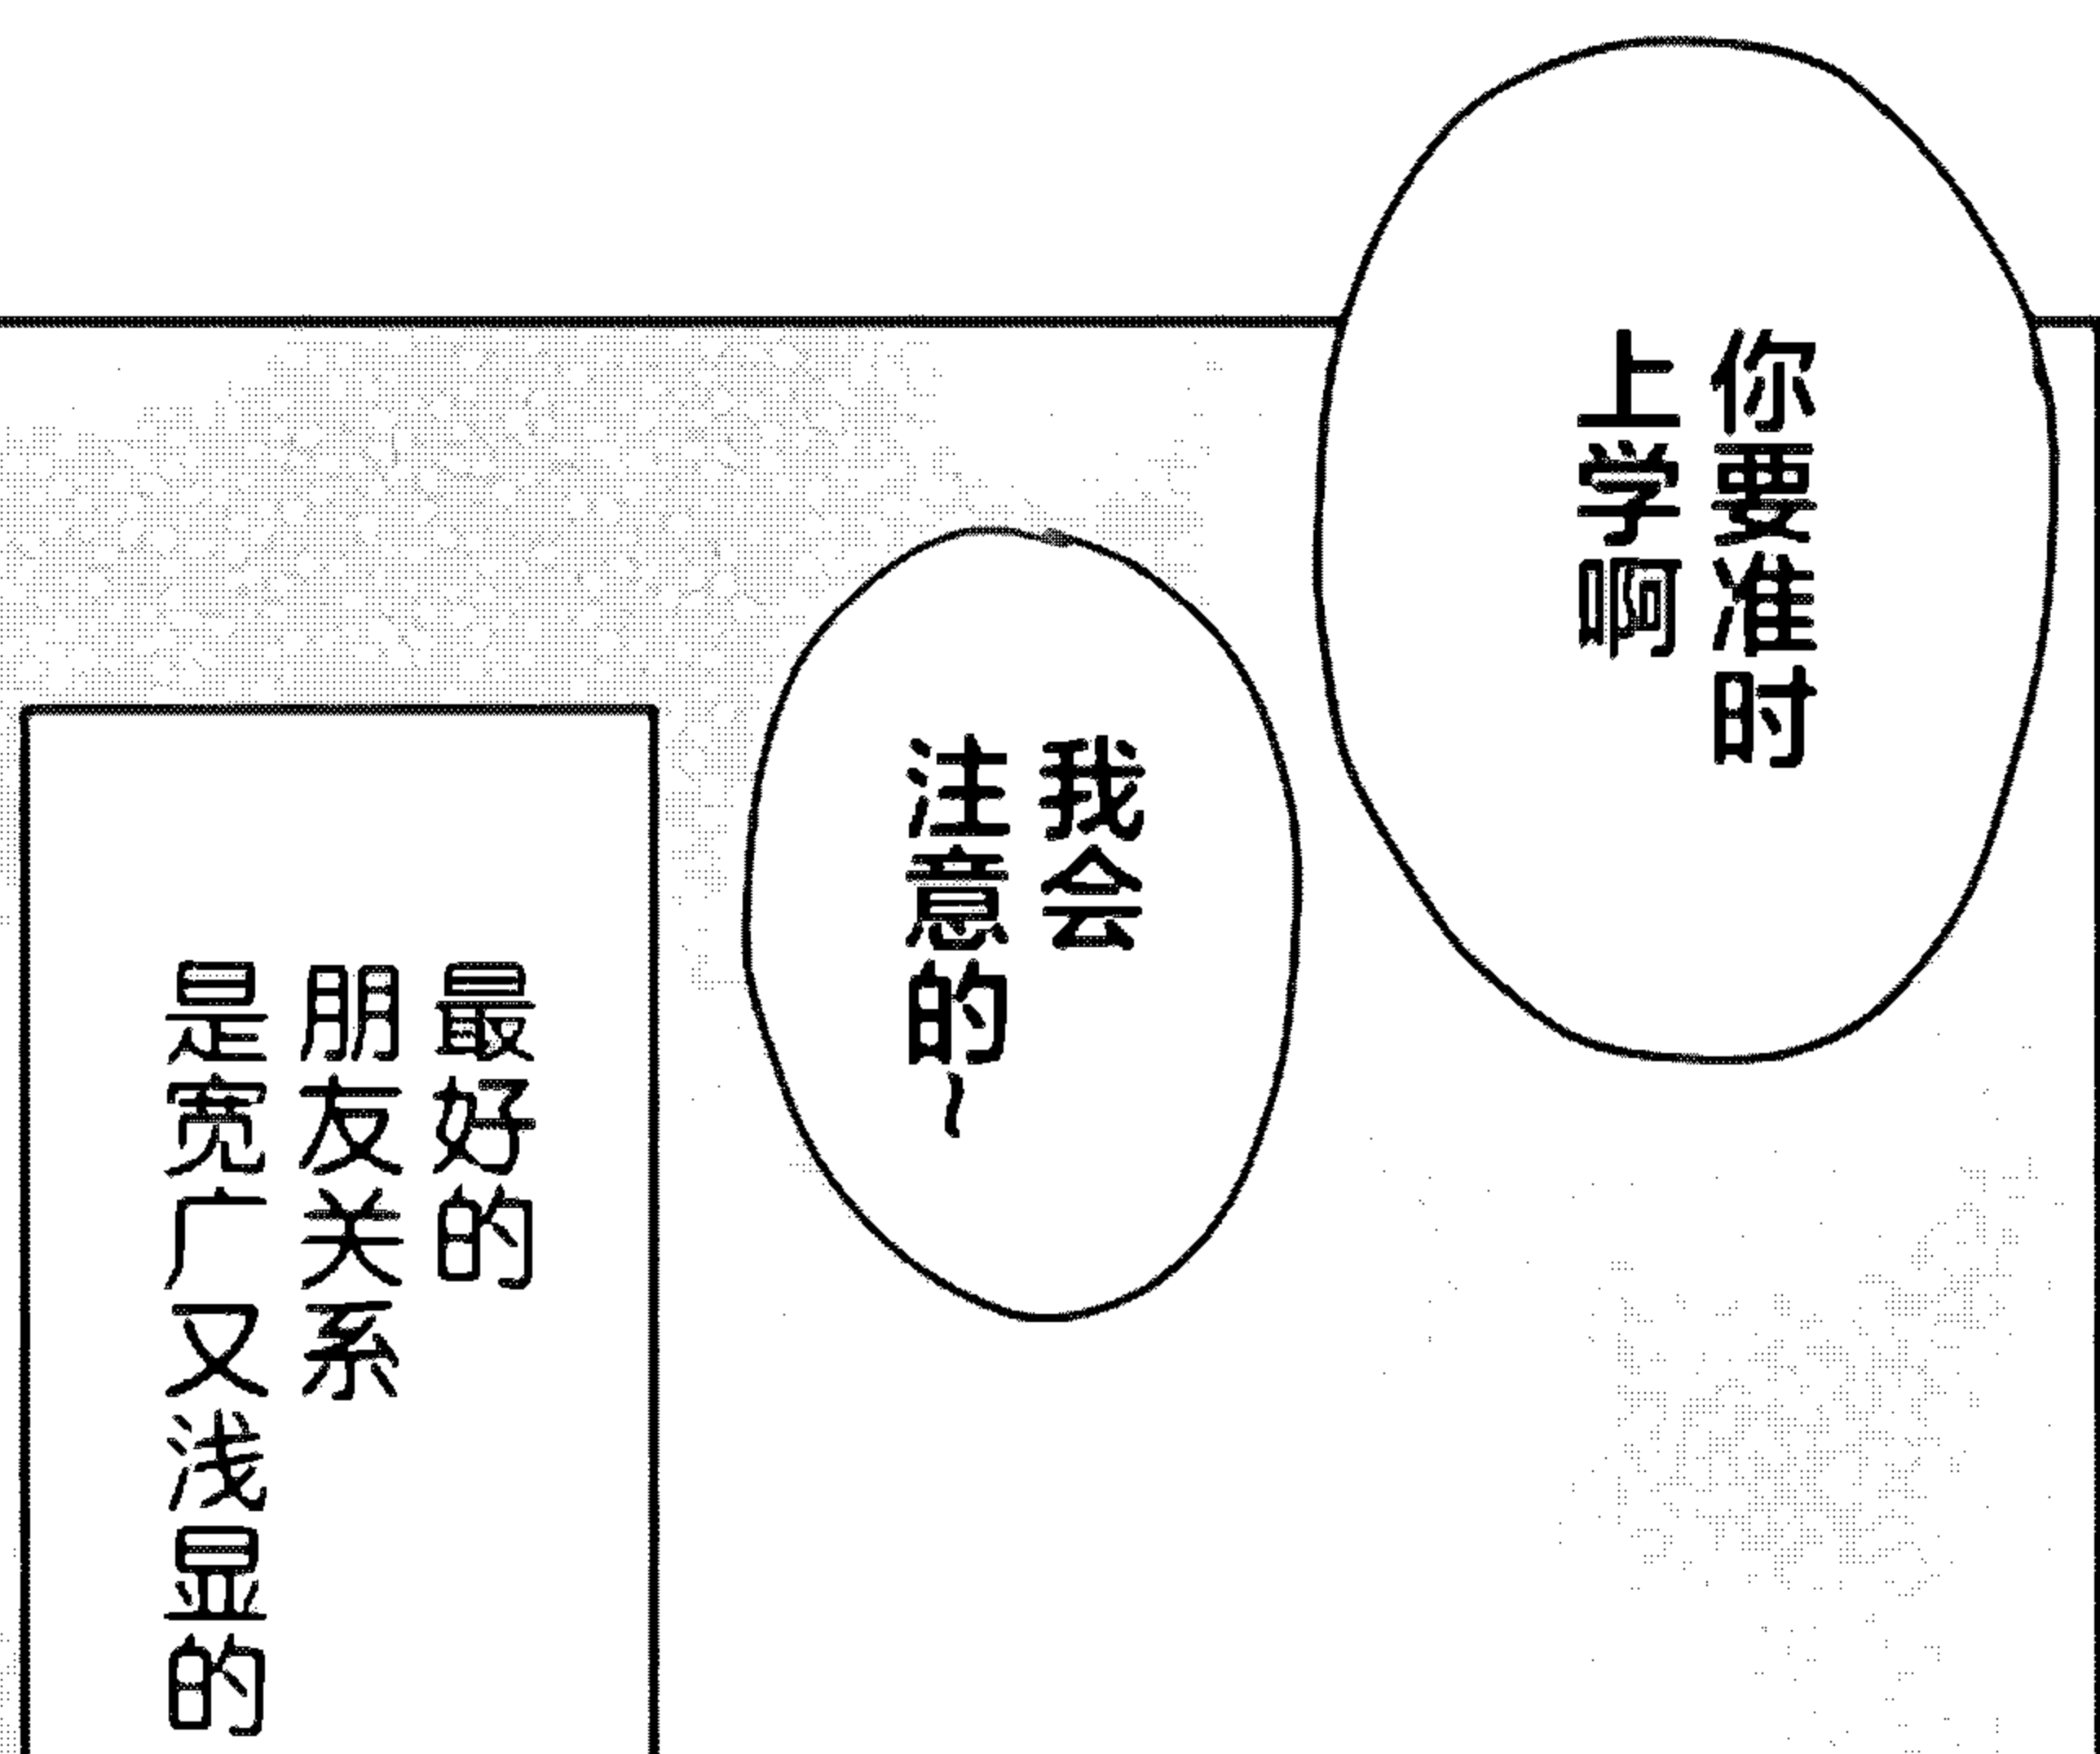 你要准时
上学啊
我会
注意的~
最好的
朋友关系
是宽广又浅显的